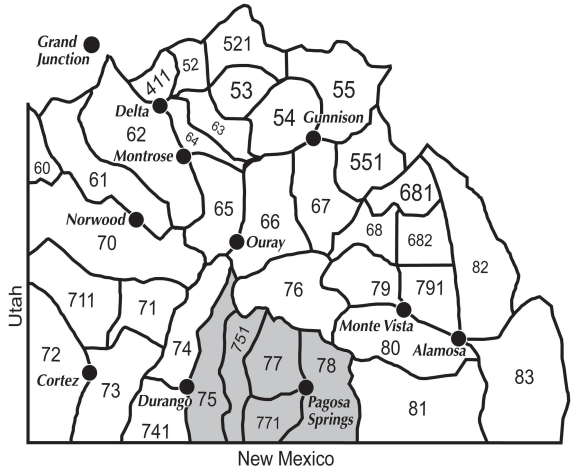 Grand
Junction
521
52
411
53
55
54
Delta
63
Gunnison
62
64
Montrose
551
60
61
681
65
66
67
Norwood
68
682
70
Ouray
82
76
79
791
711
71
Monte Vista
Utah
751
72
74
77
78
80
Alamosa
Cortez
73
Durango
75
Pagosa
Springs
83
81
771
741
New Mexico